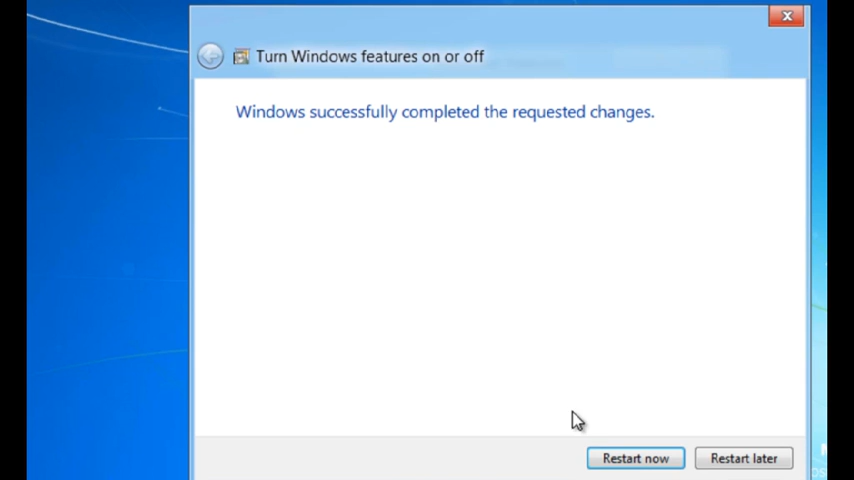 Turn Windows features on or off
Windows successfully completed the requested changes.
Restart now
Restart later